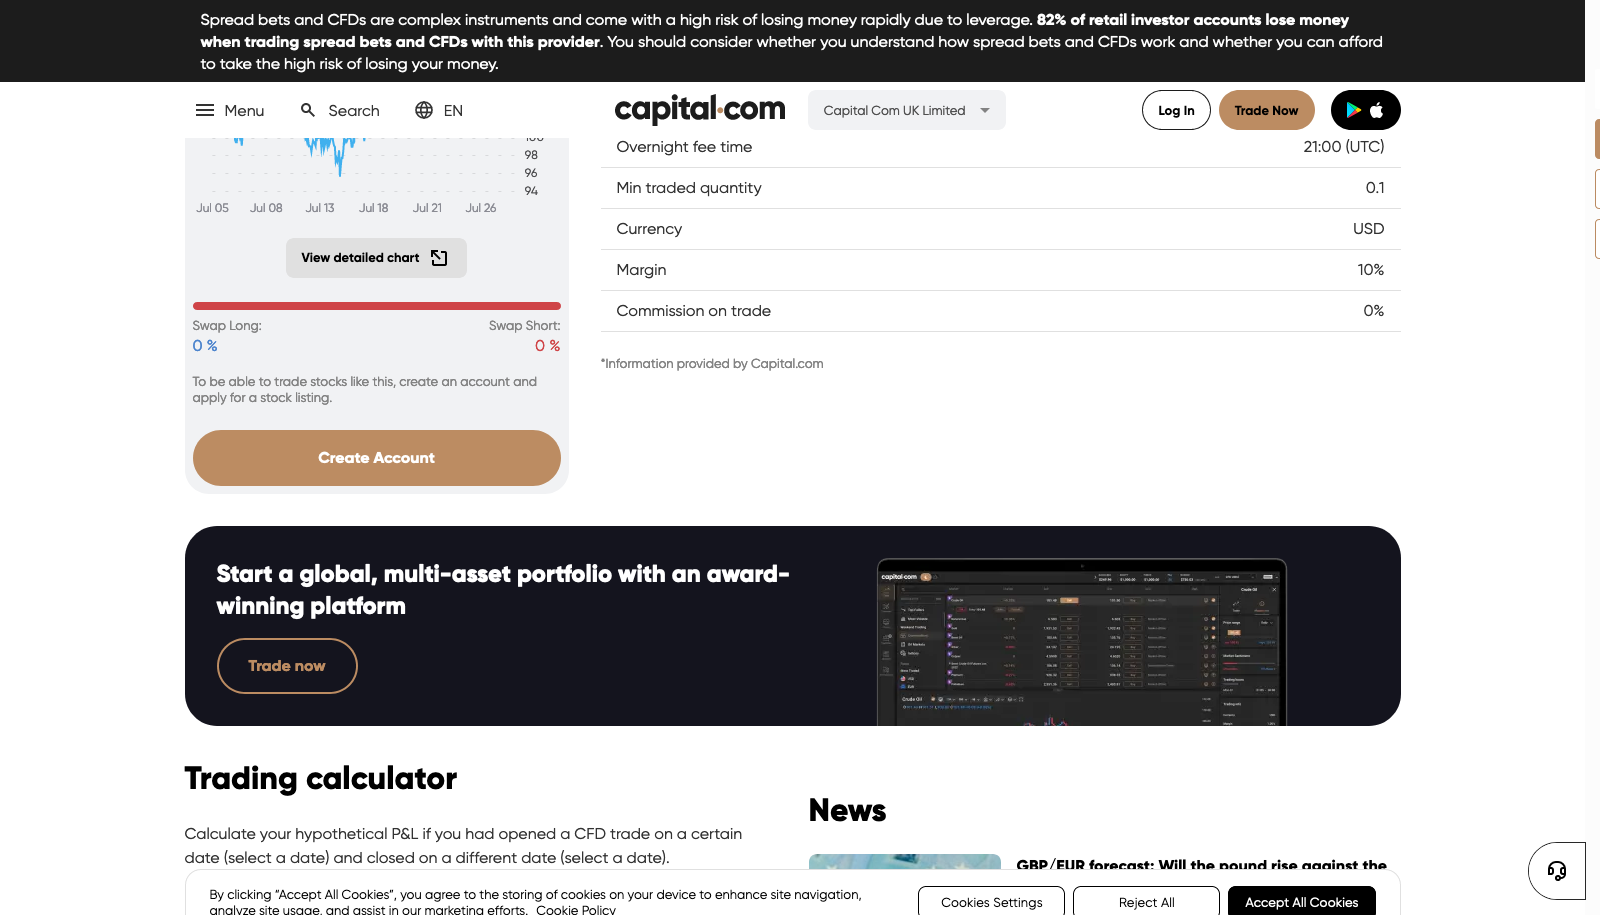 Spread bets and CFDs are complex instruments and come with a high risk of losing money rapidly due to leverage. 82% of retail investor accounts lose money
when trading spread bets and CFDs with this provider. You should consider whether you understand how spread bets and CFDs work and whether you can afford
to take the high risk of losing your money.
Menu
Search
EN
capital.com
Capital Com UK Limited
Log In
Trade Now
98
96
94
Jul 05 Jul 08 Jul 13 Jul 18 Jul 21 Jul 26
View detailed chart
Swap Long: Swap Short:
0 % 0 %
To be able to trade stocks like this, create an account and
apply for a stock listing.
Create Account
Overnight fee time 21:00 (UTC)
Min traded quantity 0.1
Currency USD
Margin 10%
Commission on trade 0%
*Information provided by Capital.com
Start a global, multi-asset portfolio with an award-
winning platform
Trade now
capital.com
Crude Oil
Crude Oil
Trading calculator
Calculate your hypothetical P&L if you had opened a CFD trade on a certain
date (select a date) and closed on a different date (select a date).
News
GBP/EUR forecast: Will the pound rise against the
By clicking “Accept All Cookies”, you agree to the storing of cookies on your device to enhance site navigation,
analyze site usage, and assist in our marketing efforts. Cookie Policy
Cookies Settings
Reject All
Accept All Cookies